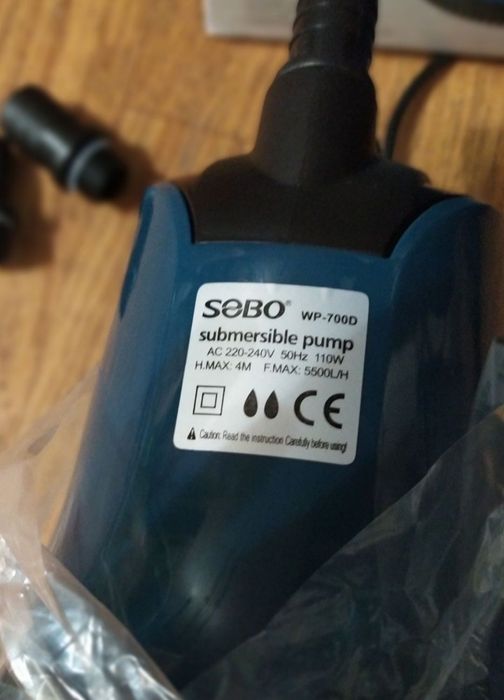 SeBO® WP-700D
submersible pump
AC 220-240V 50Hz 110W
H.MAX: 4M F.MAX: 5500L/H
CE
Caution: Read the instruction Carefully before using!